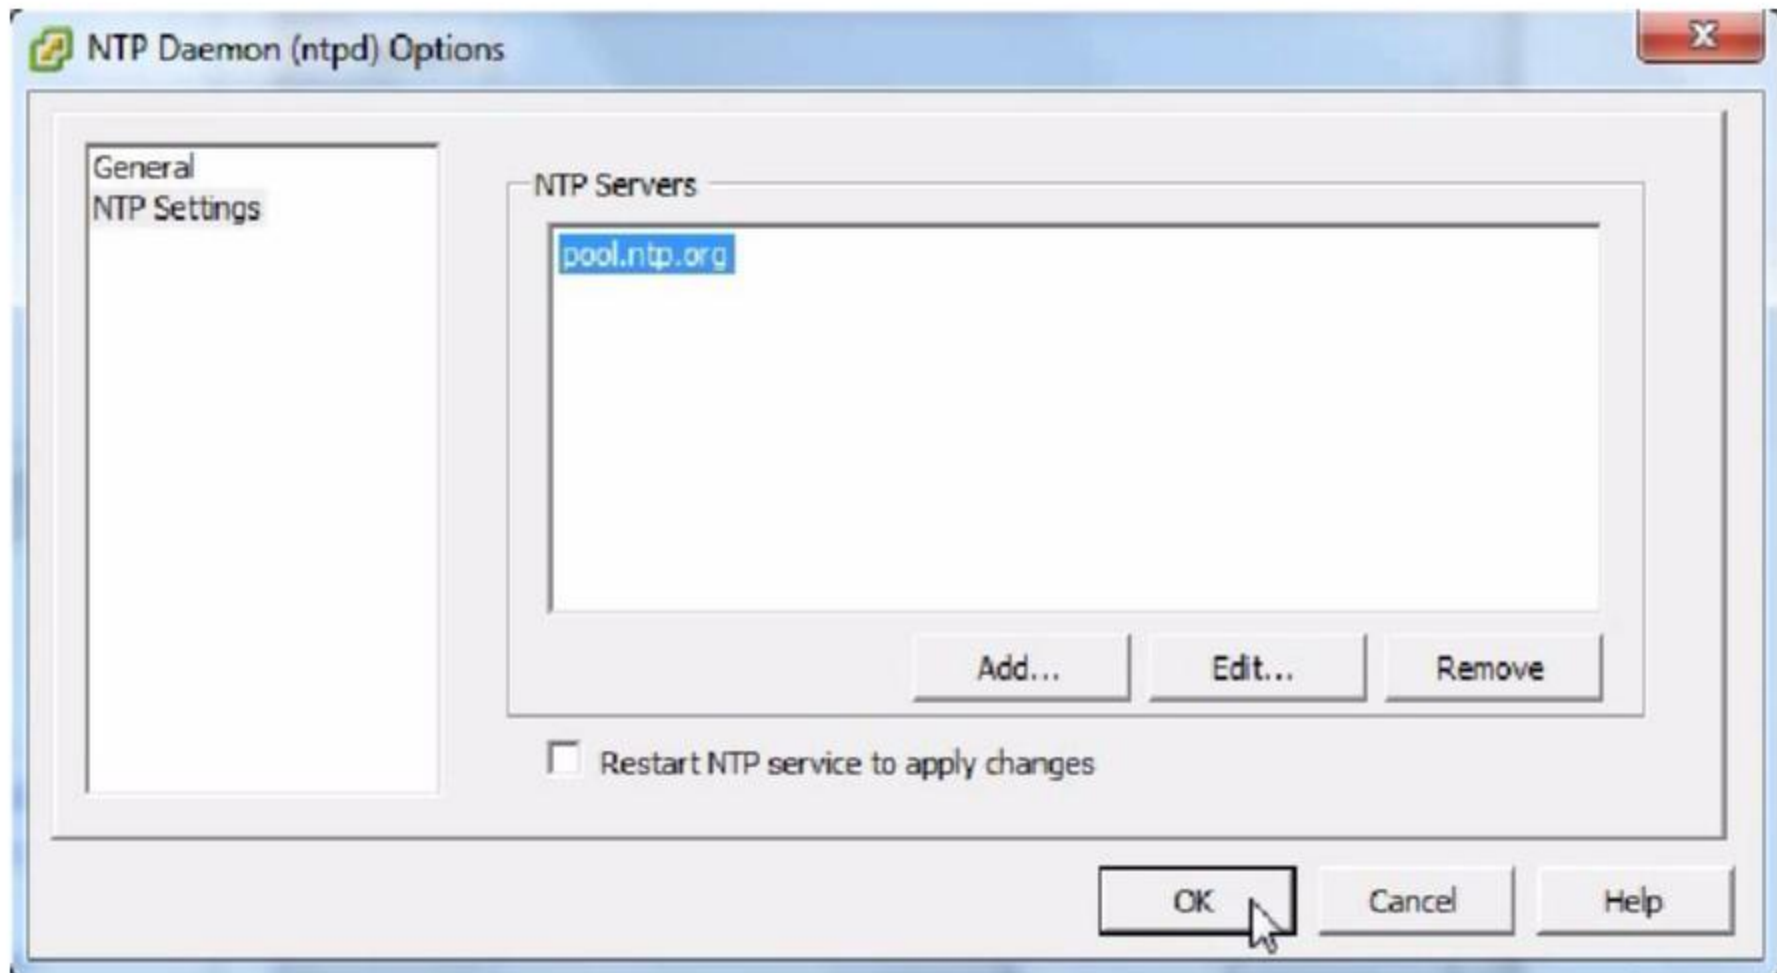 NTP Daemon (ntpd) Options
General
NTP Settings
NTP Servers
pool.ntp.org
Add...
Edit...
Remove
Restart NTP service to apply changes
OK
Cancel
Help